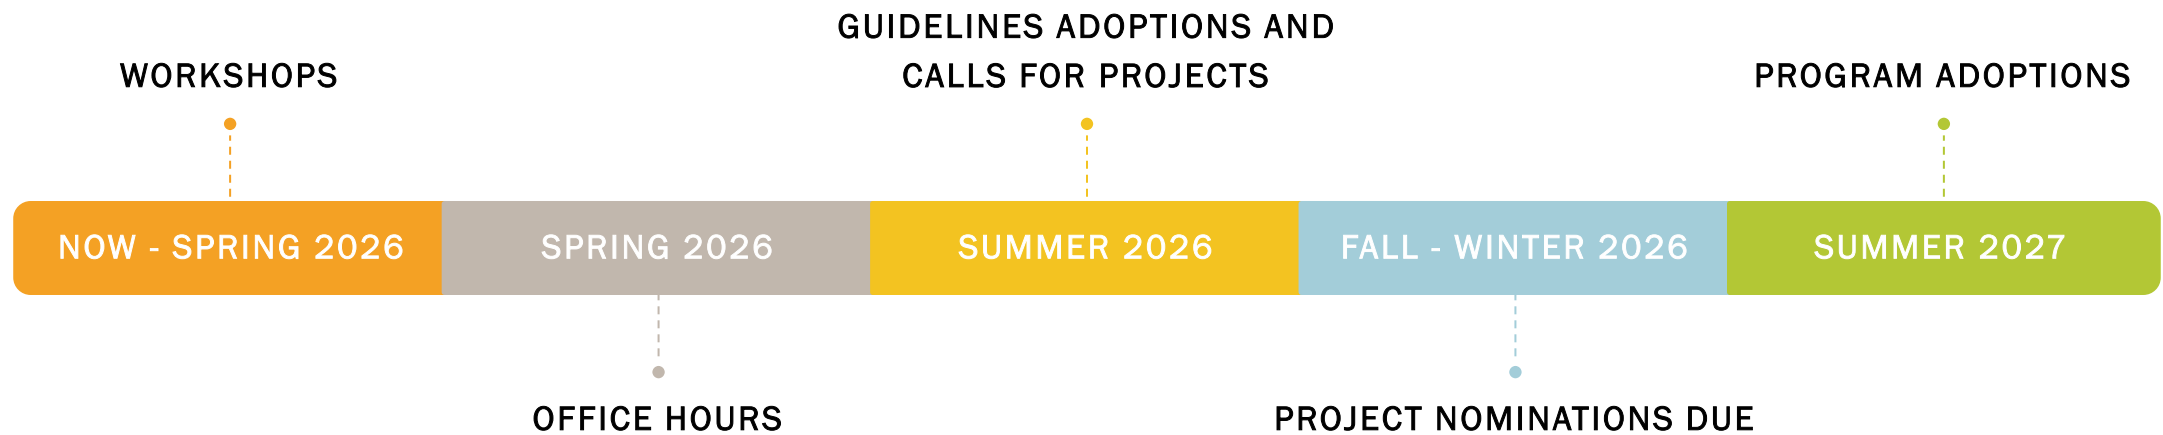 GUIDELINES ADOPTIONS AND
CALLS FOR PROJECTS
WORKSHOPS
PROGRAM ADOPTIONS
NOW - SPRING 2026
SPRING 2026
SUMMER 2026
FALL - WINTER 2026
SUMMER 2027
OFFICE HOURS
PROJECT NOMINATIONS DUE